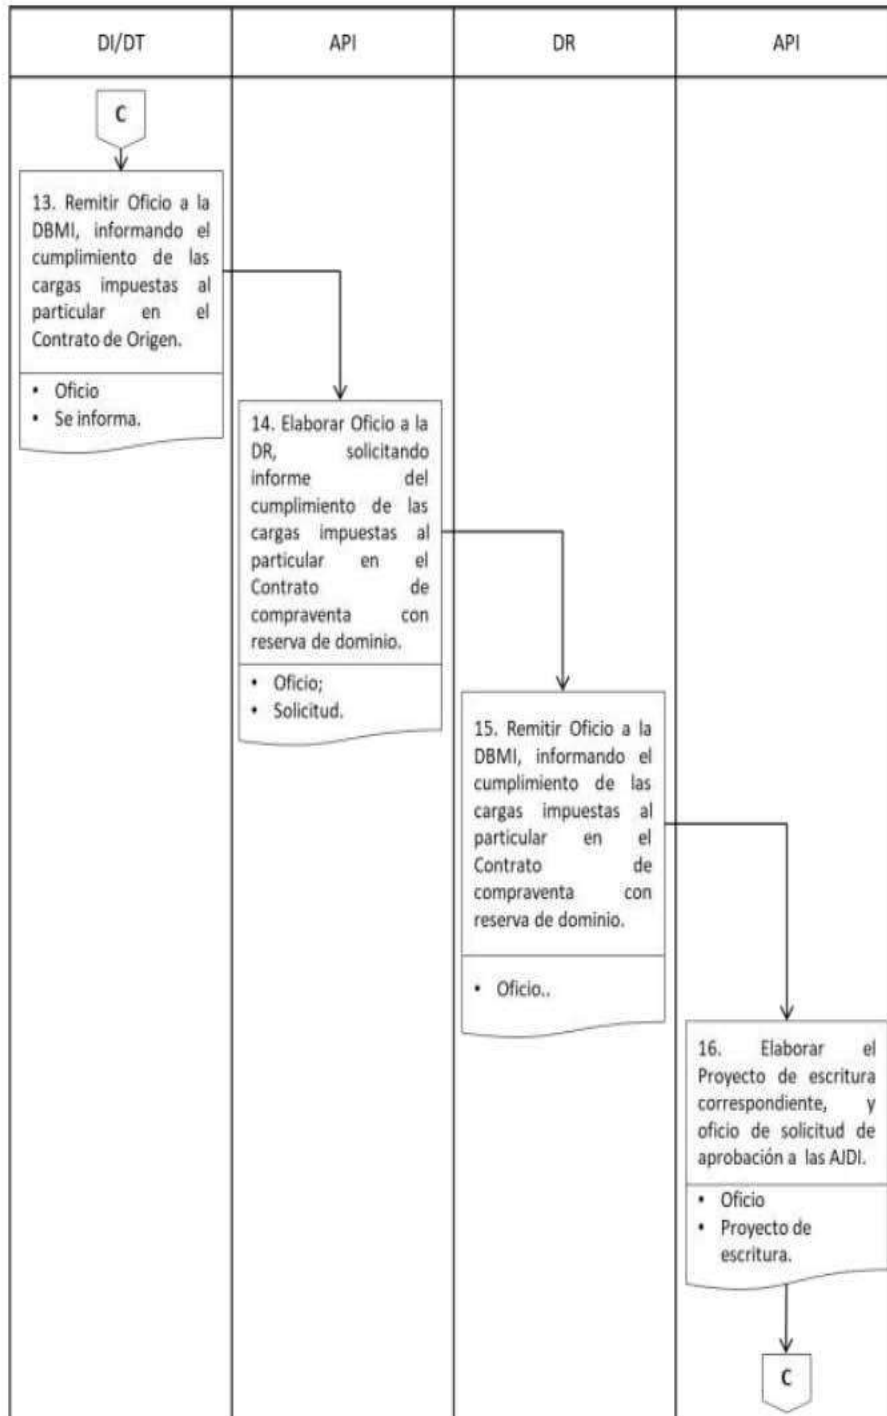 DI/DT
API
DR
API
C
13. Remitir Oficio a la
DBMI, informando el
cumplimiento de las
cargas impuestas al
particular en el
Contrato de Origen.
• Oficio
• Se informa.
14. Elaborar Oficio a la
DR, solicitando
informe del
cumplimiento de las
cargas impuestas al
particular en el
Contrato de
compraventa con
reserva de dominio.
• Oficio;
• Solicitud.
15. Remitir Oficio a la
DBMI, informando el
cumplimiento de las
cargas impuestas al
particular en el
Contrato de
compraventa con
reserva de dominio.
• Oficio..
16. Elaborar el
Proyecto de escritura
correspondiente, y
oficio de solicitud de
aprobación a las AJDI.
• Oficio
• Proyecto de
escritura.
C